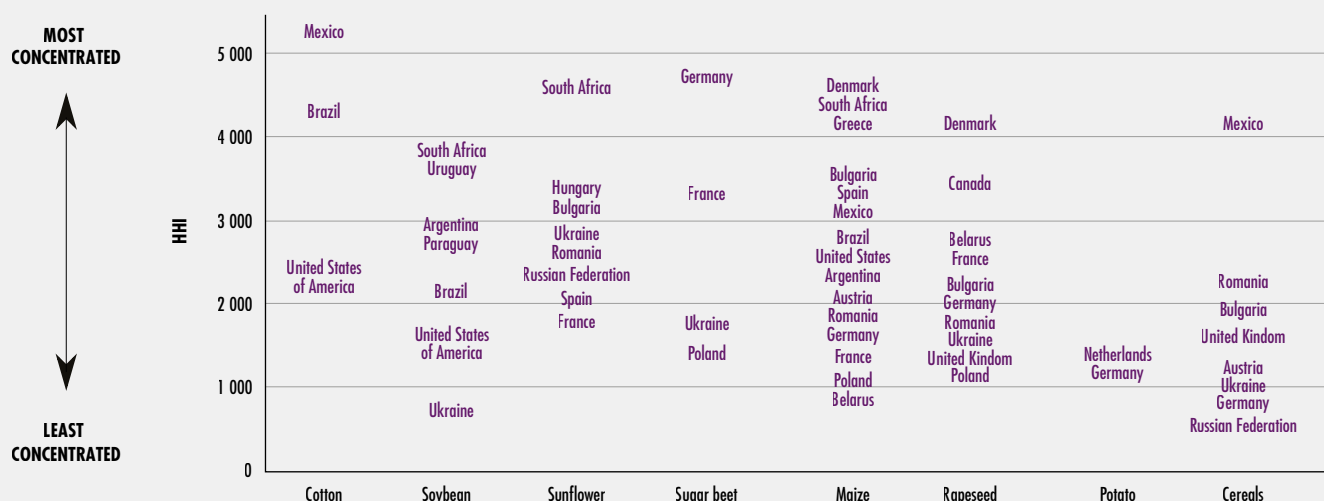 MOST
CONCENTRATED
LEAST
CONCENTRATED
HHI
5 000
4 000
3 000
2 000
1 000
0
Mexico
Brazil
United States
of America
Cotton
South Africa
Uruguay
Argentina
Paraguay
Brazil
United States
of America
Ukraine
Soybean
South Africa
Hungary
Bulgaria
Ukraine
Romania
Russian Federation
Spain
France
Sunflower
Germany
France
Ukraine
Poland
Sugar beet
Denmark
South Africa
Greece
Bulgaria
Spain
Mexico
Brazil
United States
Argentina
Austria
Romania
Germany
France
Poland
Belarus
Maize
Denmark
Canada
Belarus
France
Bulgaria
Germany
Romania
Ukraine
United Kindom
Poland
Rapeseed
Netherlands
Germany
Potato
Mexico
Romania
Bulgaria
United Kindom
Austria
Ukraine
Germany
Russian Federation
Cereals